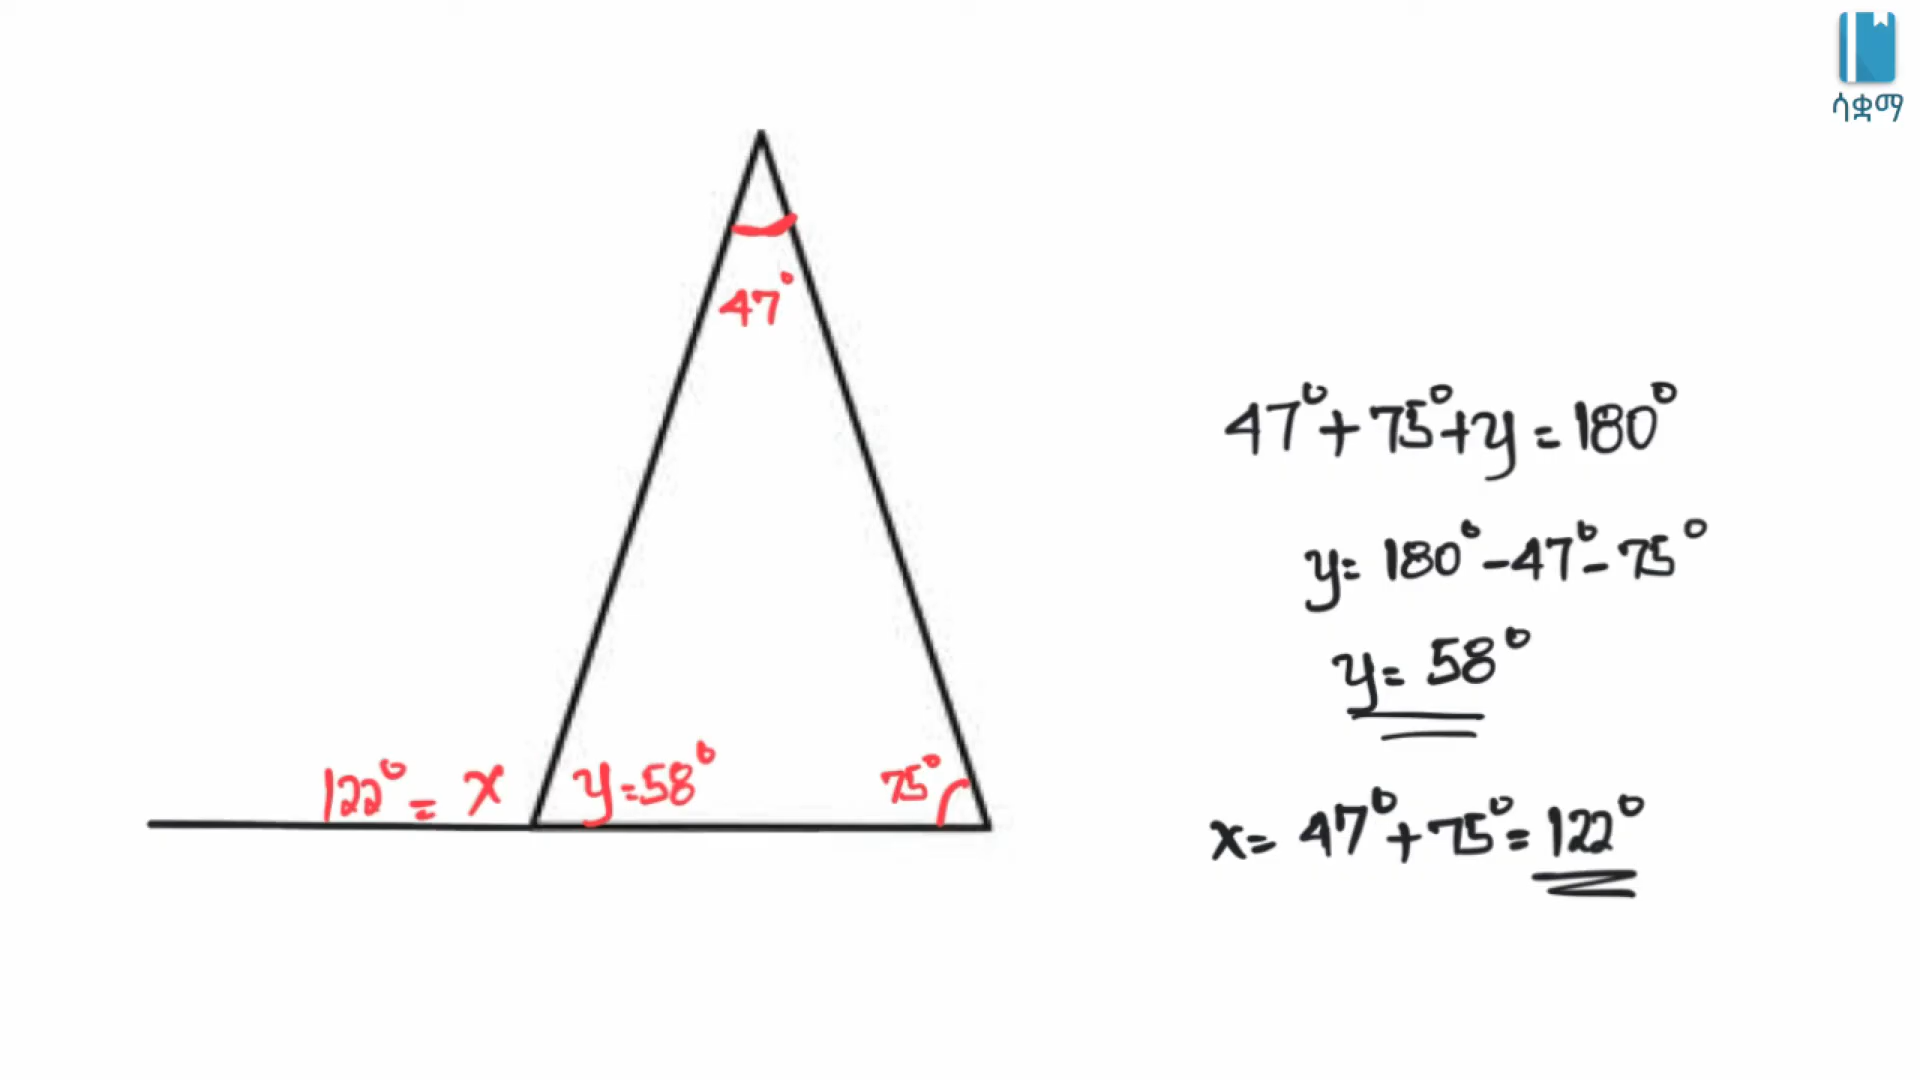 ሳቋማ
47°
47° + 75° + y = 180°
y = 180° - 47° - 75°
y = 58°
122° = x
y = 58°
75°
x = 47° + 75° = 122°